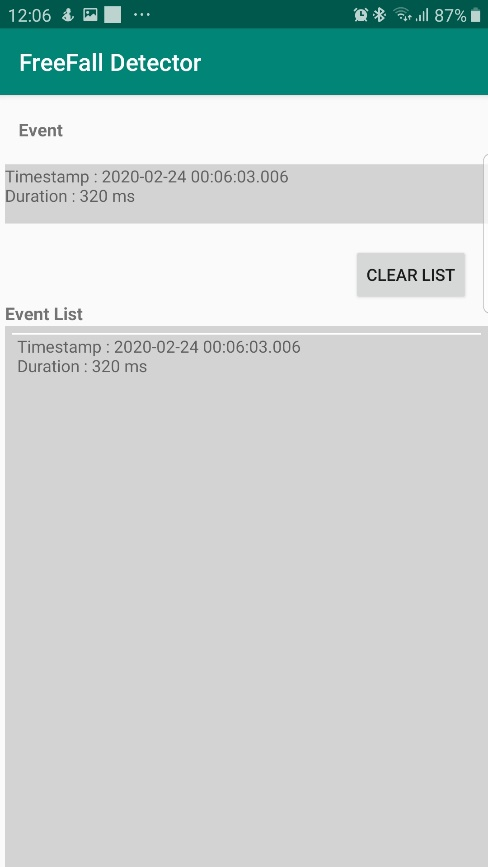 12:06 87%
FreeFall Detector
Event
Timestamp : 2020-02-24 00:06:03.006
Duration : 320 ms
CLEAR LIST
Event List
Timestamp : 2020-02-24 00:06:03.006
Duration : 320 ms